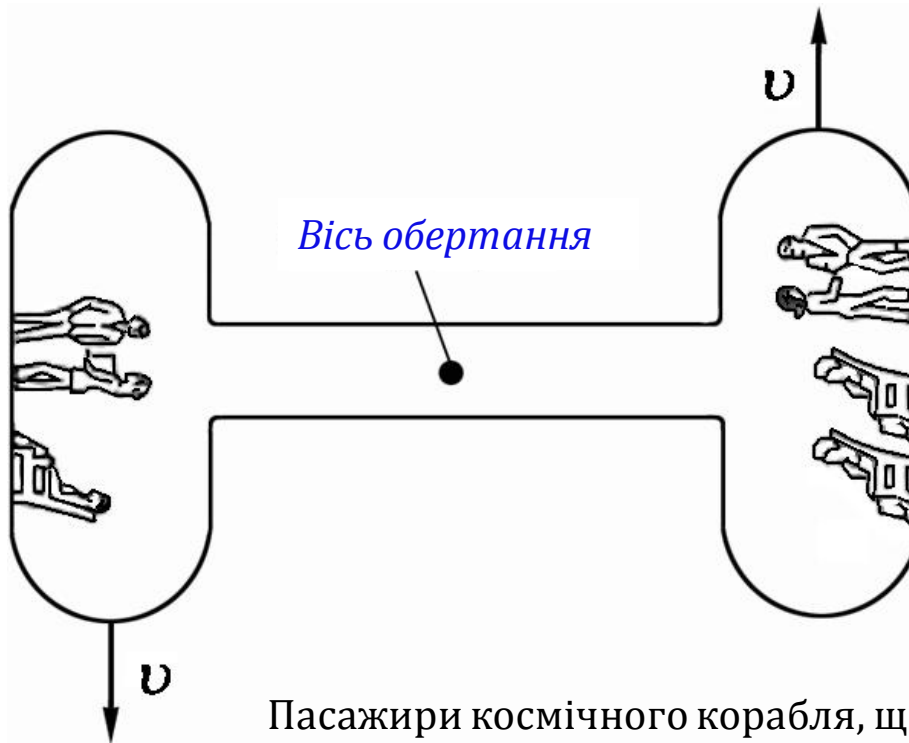 υ
Вісь обертання
υ
Пасажири космічного корабля, щ